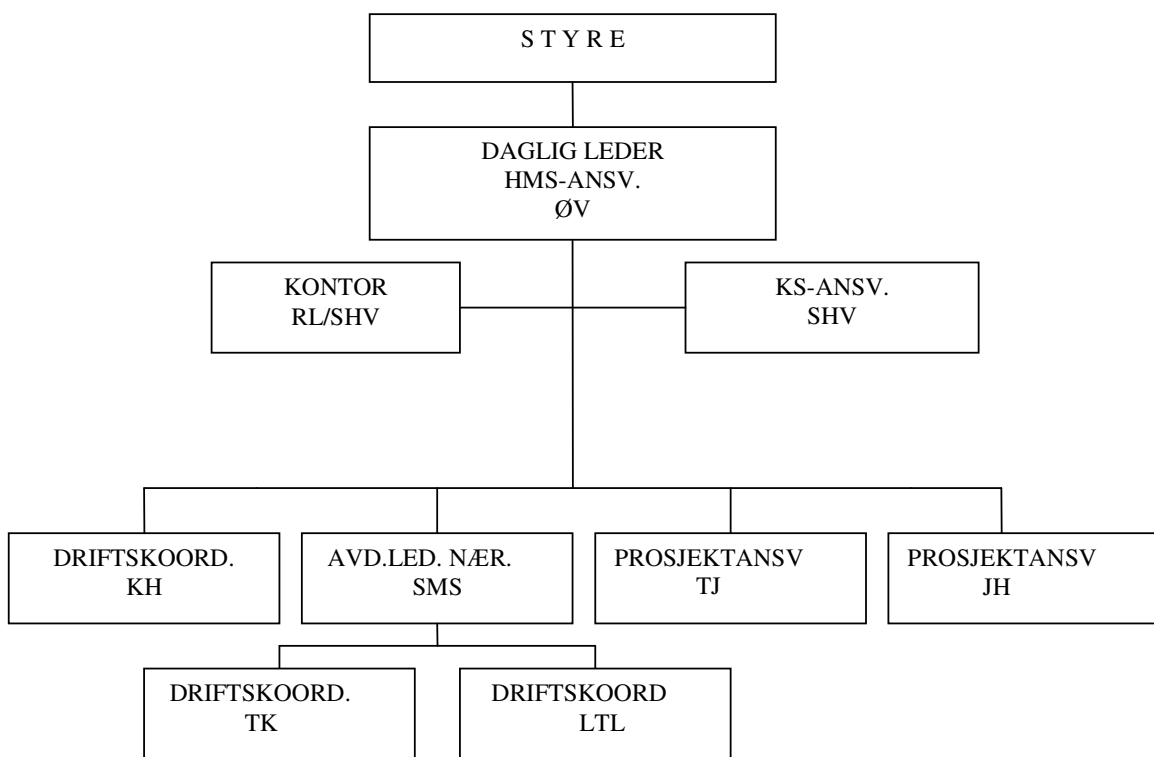 S T Y R E
DAGLIG LEDER
HMS-ANSV.
ØV
KONTOR
RL/SHV
KS-ANSV.
SHV
DRIFTSKOORD.
KH
AVD.LED. NÆR.
SMS
PROSJEKTANSV
TJ
PROSJEKTANSV
JH
DRIFTSKOORD.
TK
DRIFTSKOORD
LTL